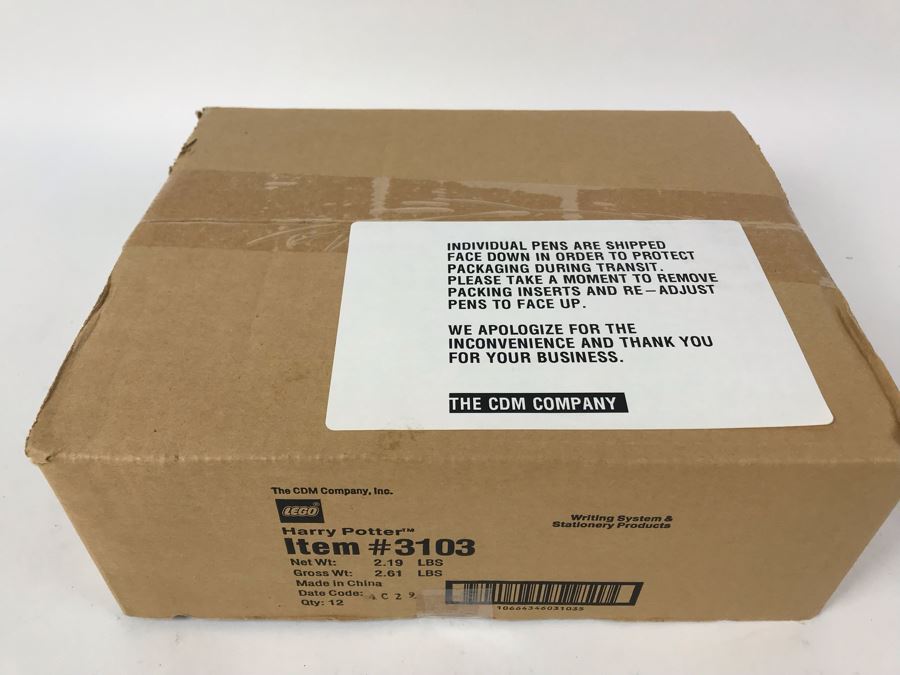 INDIVIDUAL PENS ARE SHIPPED
FACE DOWN IN ORDER TO PROTECT
PACKAGING DURING TRANSIT.
PLEASE TAKE A MOMENT TO REMOVE
PACKING INSERTS AND RE—ADJUST
PENS TO FACE UP.
WE APOLOGIZE FOR THE
INCONVENIENCE AND THANK YOU
FOR YOUR BUSINESS.
THE CDM COMPANY
The CDM Company, Inc.
LEGO®
Harry Potter™
Item #3103
Net Wt: 2.19 LBS
Gross Wt: 2.61 LBS
Made in China
Date Code: 4C29
Qty: 12
Writing System &
Stationery Products
10664346031035